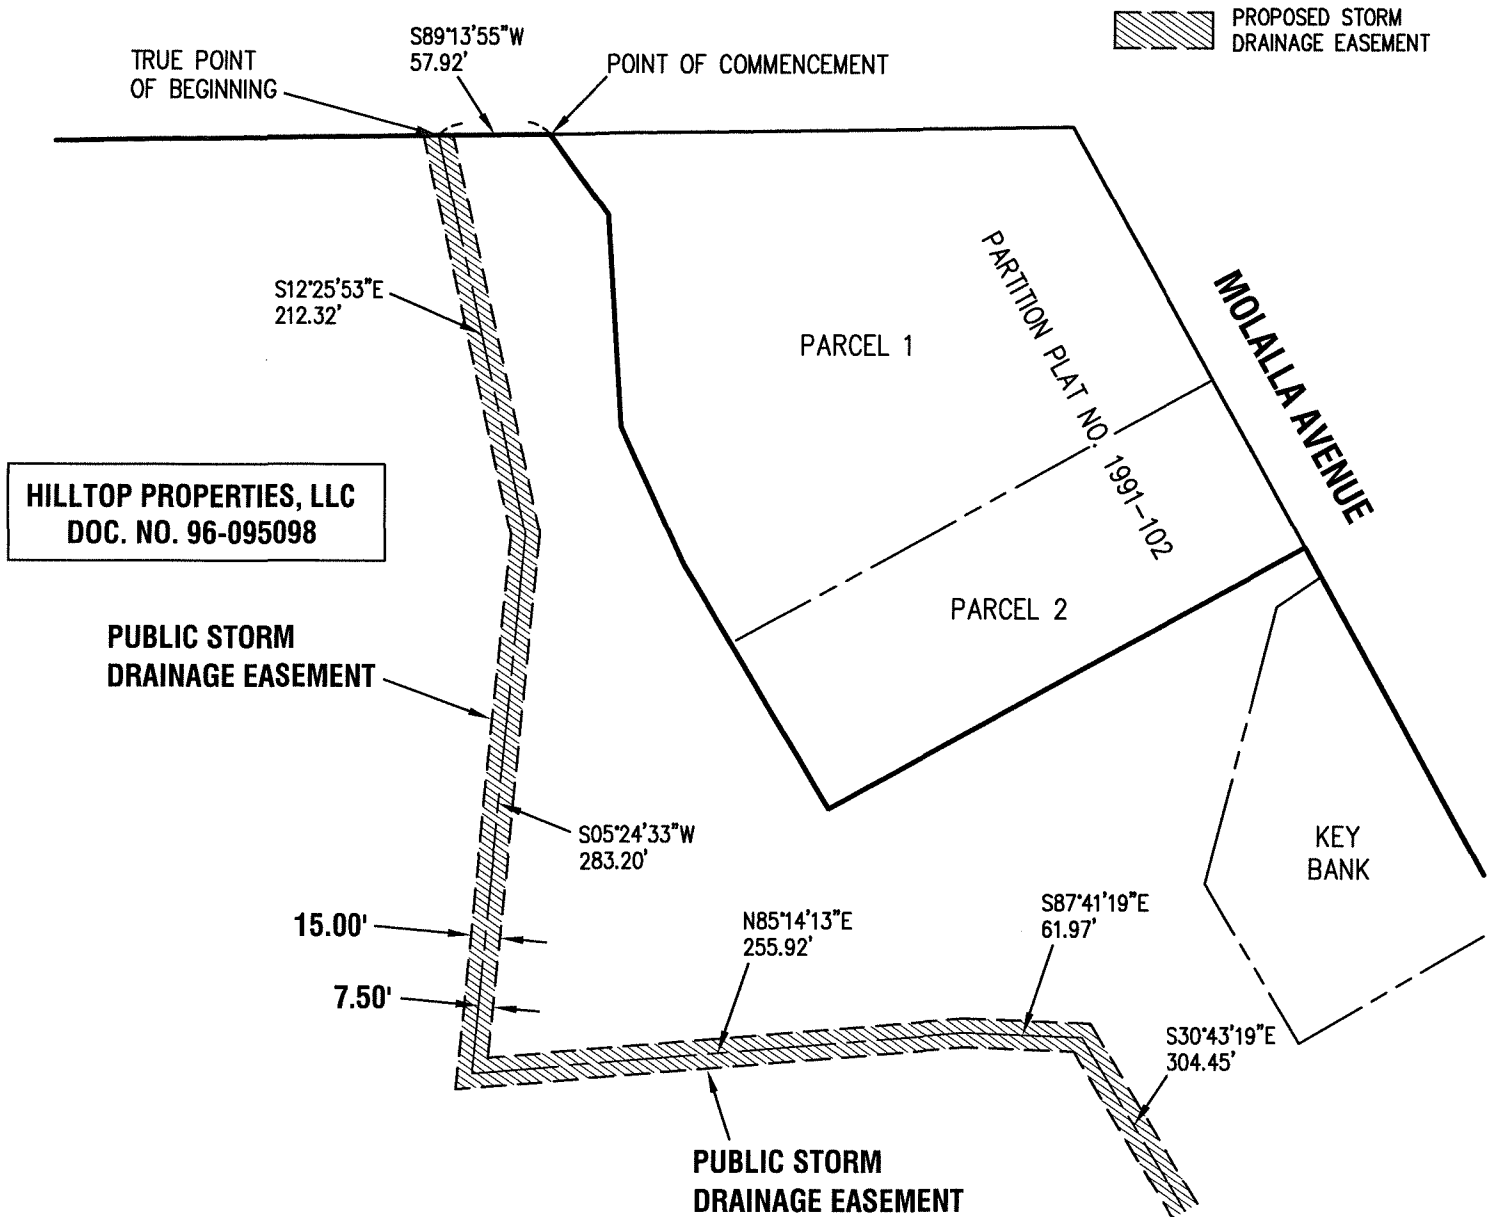 PROPOSED STORM
DRAINAGE EASEMENT
S89°13'55"W
57.92'
TRUE POINT
OF BEGINNING
POINT OF COMMENCEMENT
S12°25'53"E
212.32'
PARCEL 1
PARTITION PLAT NO. 1991-102
MOLALLA AVENUE
HILLTOP PROPERTIES, LLC
DOC. NO. 96-095098
PARCEL 2
PUBLIC STORM
DRAINAGE EASEMENT
S05°24'33"W
283.20'
KEY
BANK
15.00'
N85°14'13"E
255.92'
S87°41'19"E
61.97'
7.50'
S30°43'19"E
304.45'
PUBLIC STORM
DRAINAGE EASEMENT